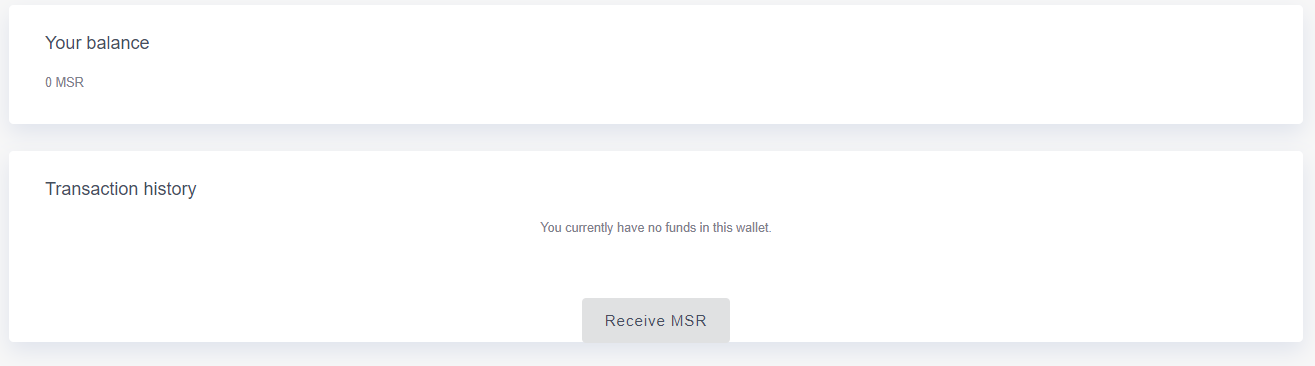 Your balance
0 MSR
Transaction history
You currently have no funds in this wallet.
Receive MSR